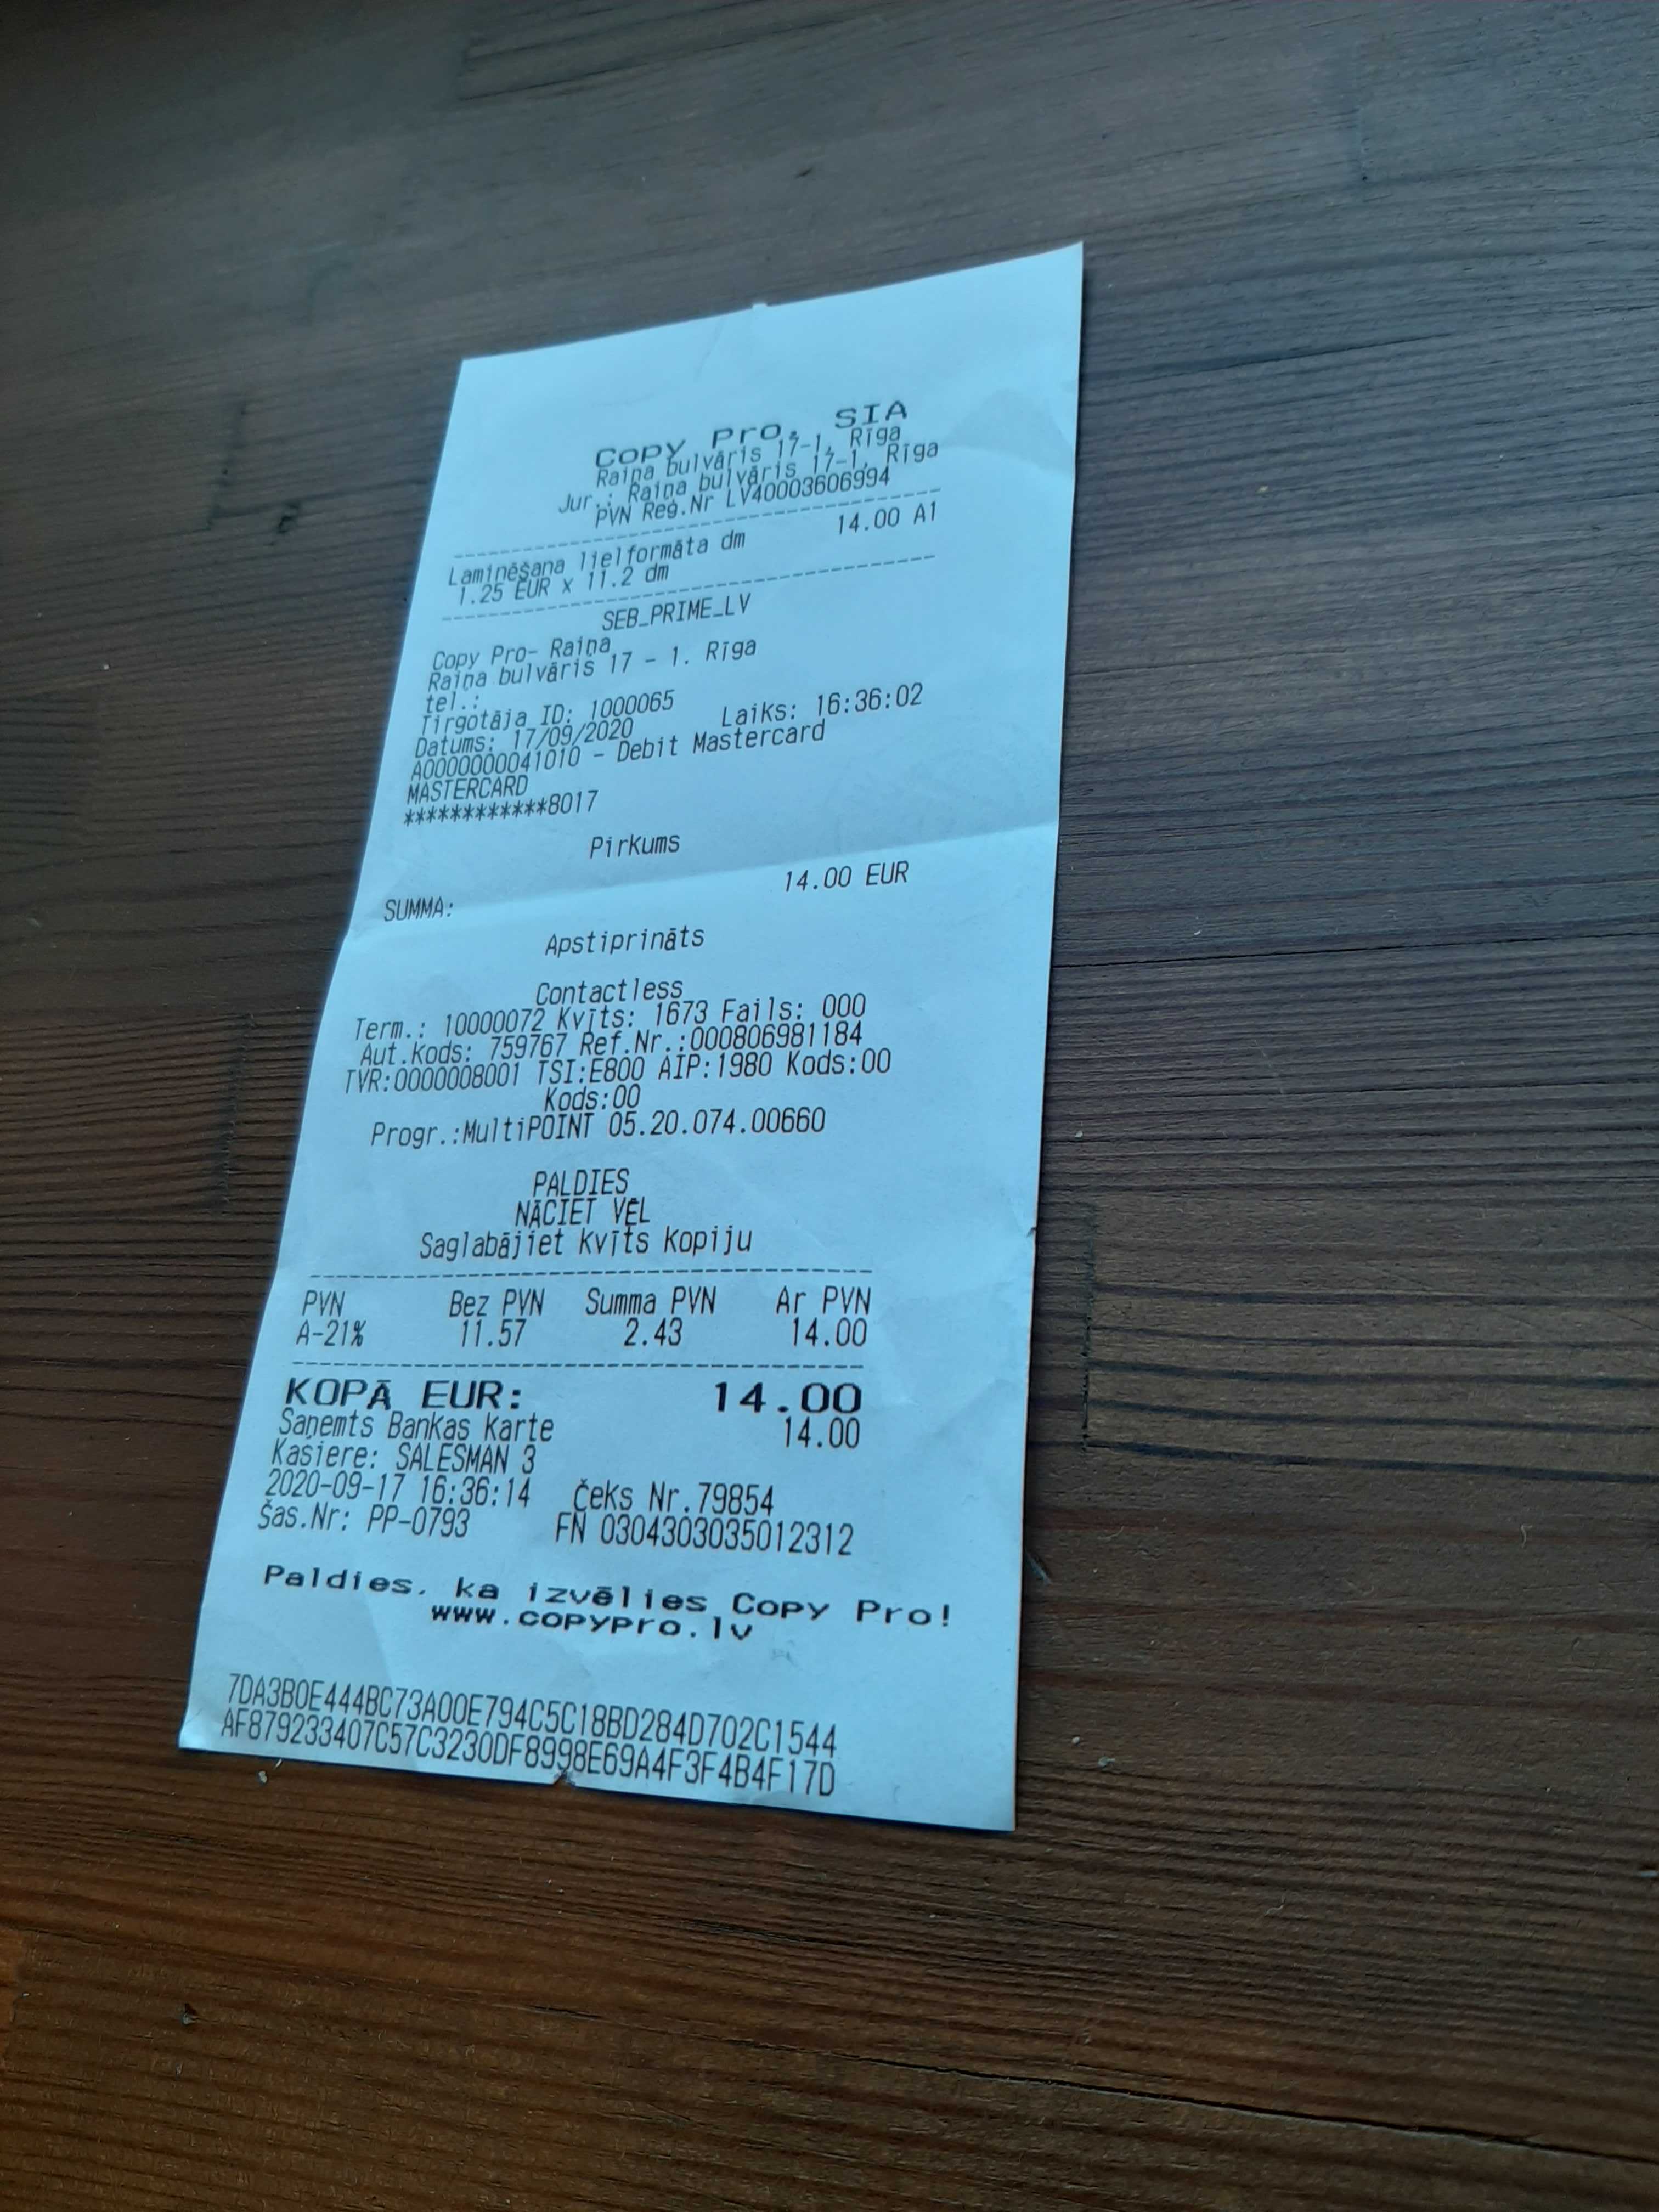 Copy Pro, SIA
Raiņa bulvāris 17-1, Rīga
Jur.: Raiņa bulvāris 17-1, Rīga
PVN Reģ.Nr LV40003606994
Laminēšana lielformāta dm 14.00 A1
1.25 EUR x 11.2 dm
SEB_PRIME_LV
Copy Pro- Raiņa
Raiņa bulvāris 17 - 1. Rīga
tel.:
Tirgotāja ID: 1000065
Datums: 17/09/2020 Laiks: 16:36:02
A0000000041010 - Debit Mastercard
MASTERCARD
************8017
Pirkums
SUMMA: 14.00 EUR
Apstiprināts
Contactless
Term.: 10000072 Kvīts: 1673 Fails: 000
Aut.Kods: 759767 Ref.Nr.:000806981184
TVR:0000008001 TSI:E800 AIP:1980 Kods:00
Kods:00
Progr.:MultiPOINT 05.20.074.00660
PALDIES
NĀCIET VĒL
Saglabājiet Kvīts Kopiju
PVN Bez PVN Summa PVN Ar PVN
A-21% 11.57 2.43 14.00
KOPĀ EUR: 14.00
Saņemts Bankas Karte 14.00
Kasiere: SALESMAN 3
2020-09-17 16:36:14 Čeks Nr.79854
Šas.Nr: PP-0793 FN 0304303035012312
Paldies, ka izvēlies Copy Pro!
www.copypro.lv
7DA3B0E444BC73A00E794C5C18BD284D702C1544
AF879233407C57C3230DF8998E69A4F3F4B4F17D